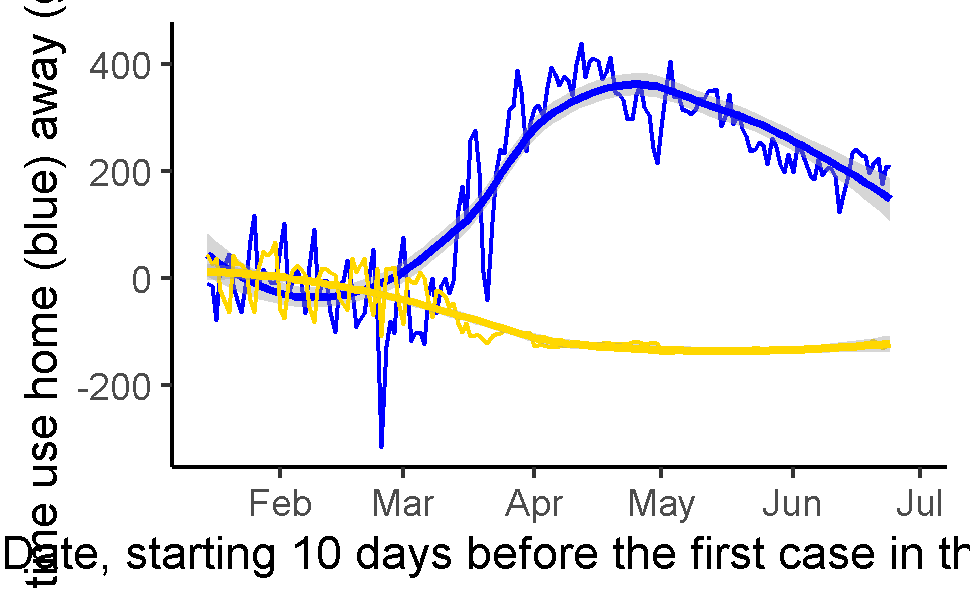 time use home (blue) away (
400
200
0
-200
Feb Mar Apr May Jun Jul
Date, starting 10 days before the first case in th